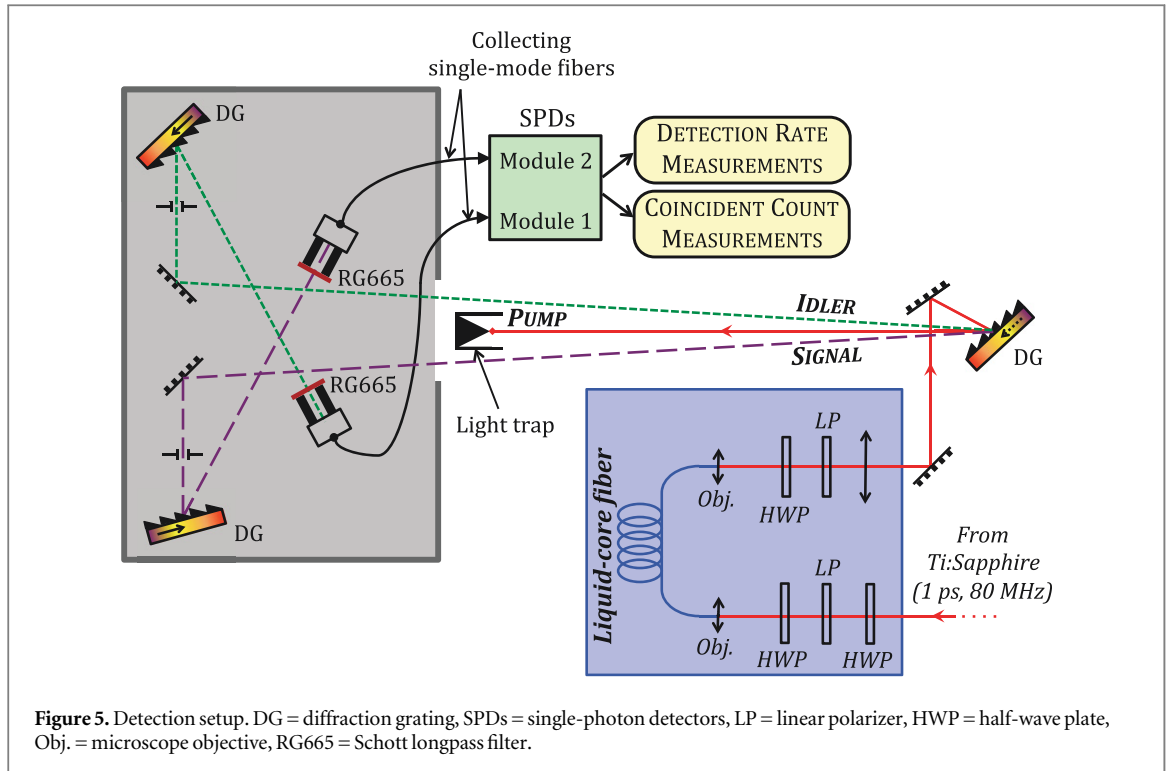 Collecting
single-mode fibers
DG
SPDs
Module 2
Module 1
DETECTION RATE
MEASUREMENTS
COINCIDENT COUNT
MEASUREMENTS
RG665
IDLER
PUMP
SIGNAL
DG
RG665
Light trap
DG
Liquid-core fiber
LP
Obj.
HWP
From
Ti:Sapphire
(1 ps, 80 MHz)
LP
Obj.
HWP
HWP
Figure 5. Detection setup. DG = diffraction grating, SPDs = single-photon detectors, LP = linear polarizer, HWP = half-wave plate,
Obj. = microscope objective, RG665 = Schott longpass filter.